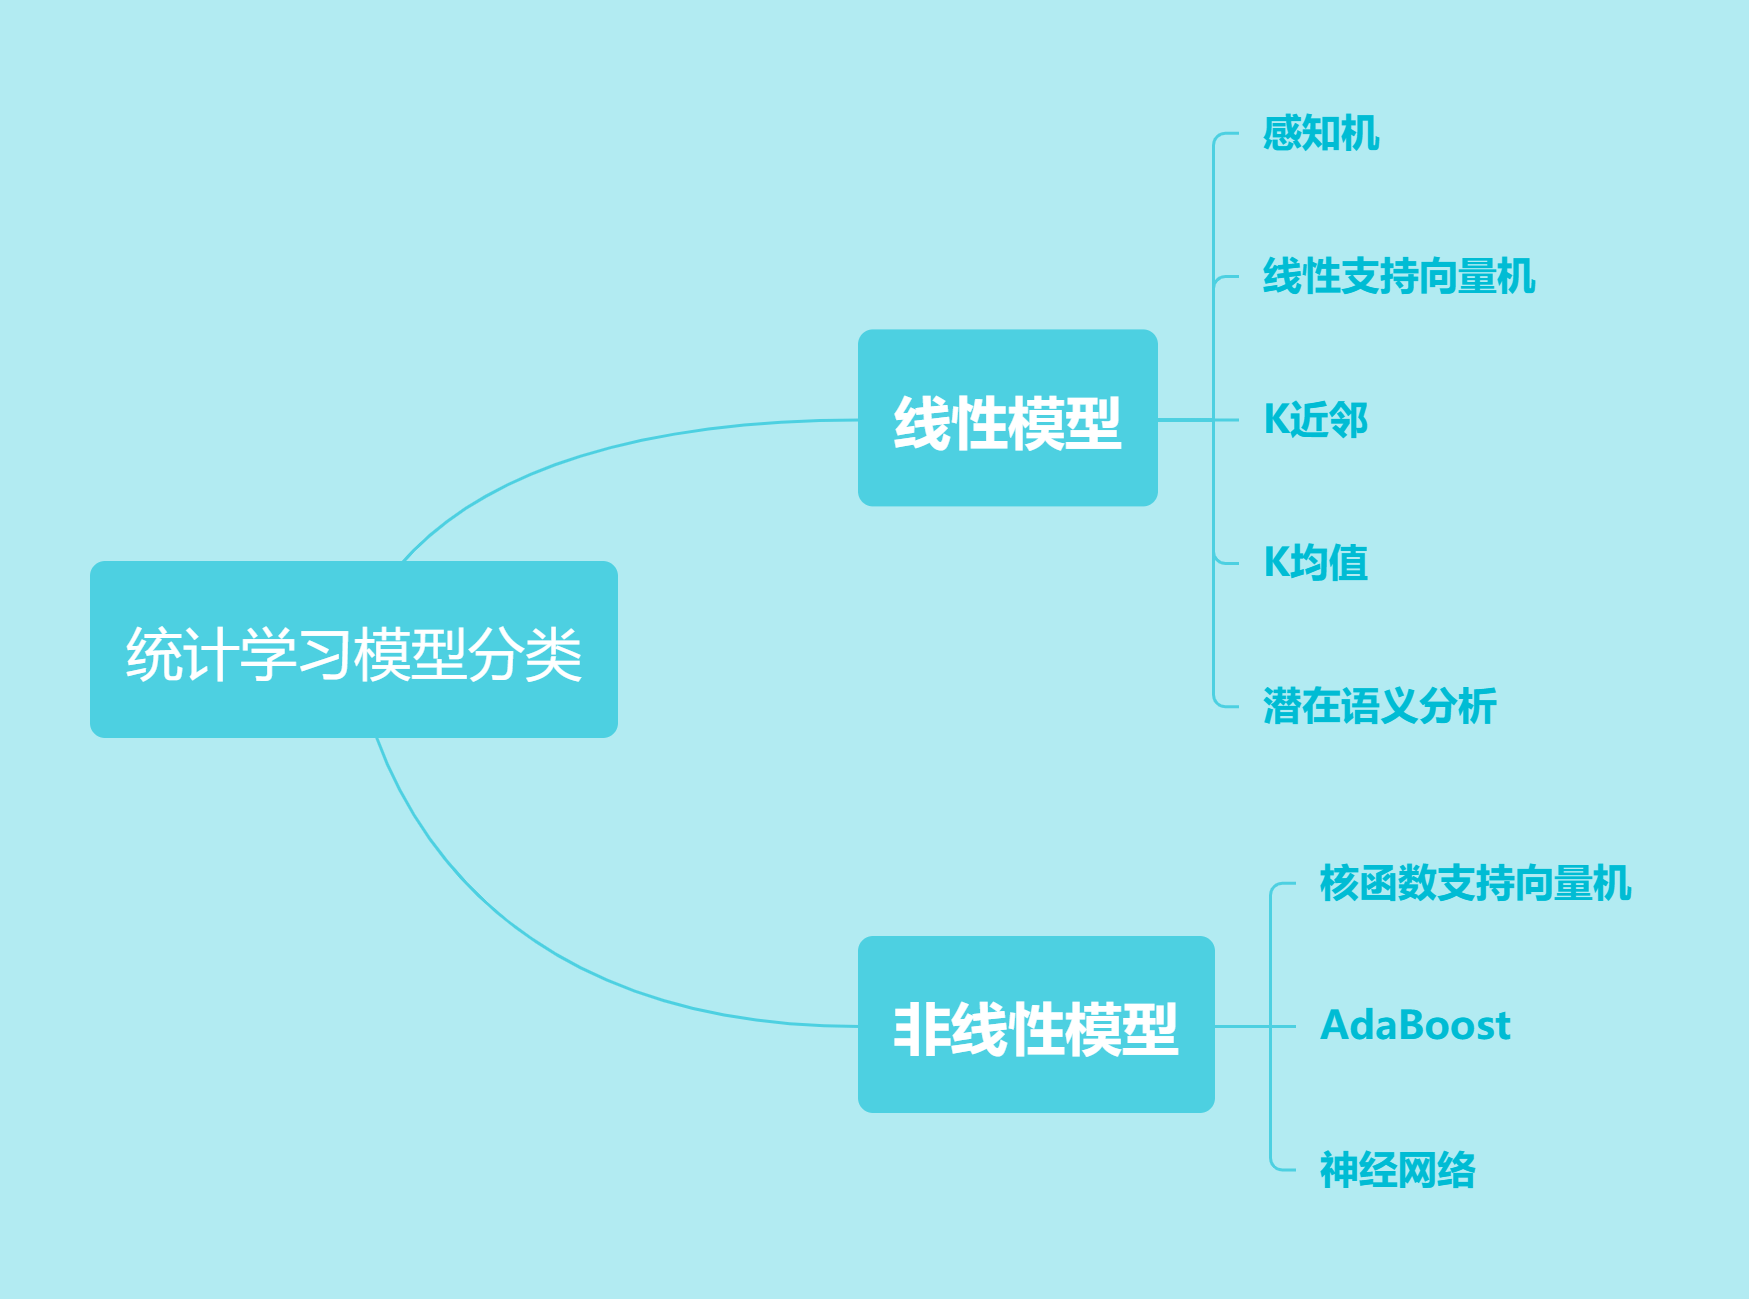 统计学习模型分类
线性模型
感知机
线性支持向量机
K近邻
K均值
潜在语义分析
非线性模型
核函数支持向量机
AdaBoost
神经网络